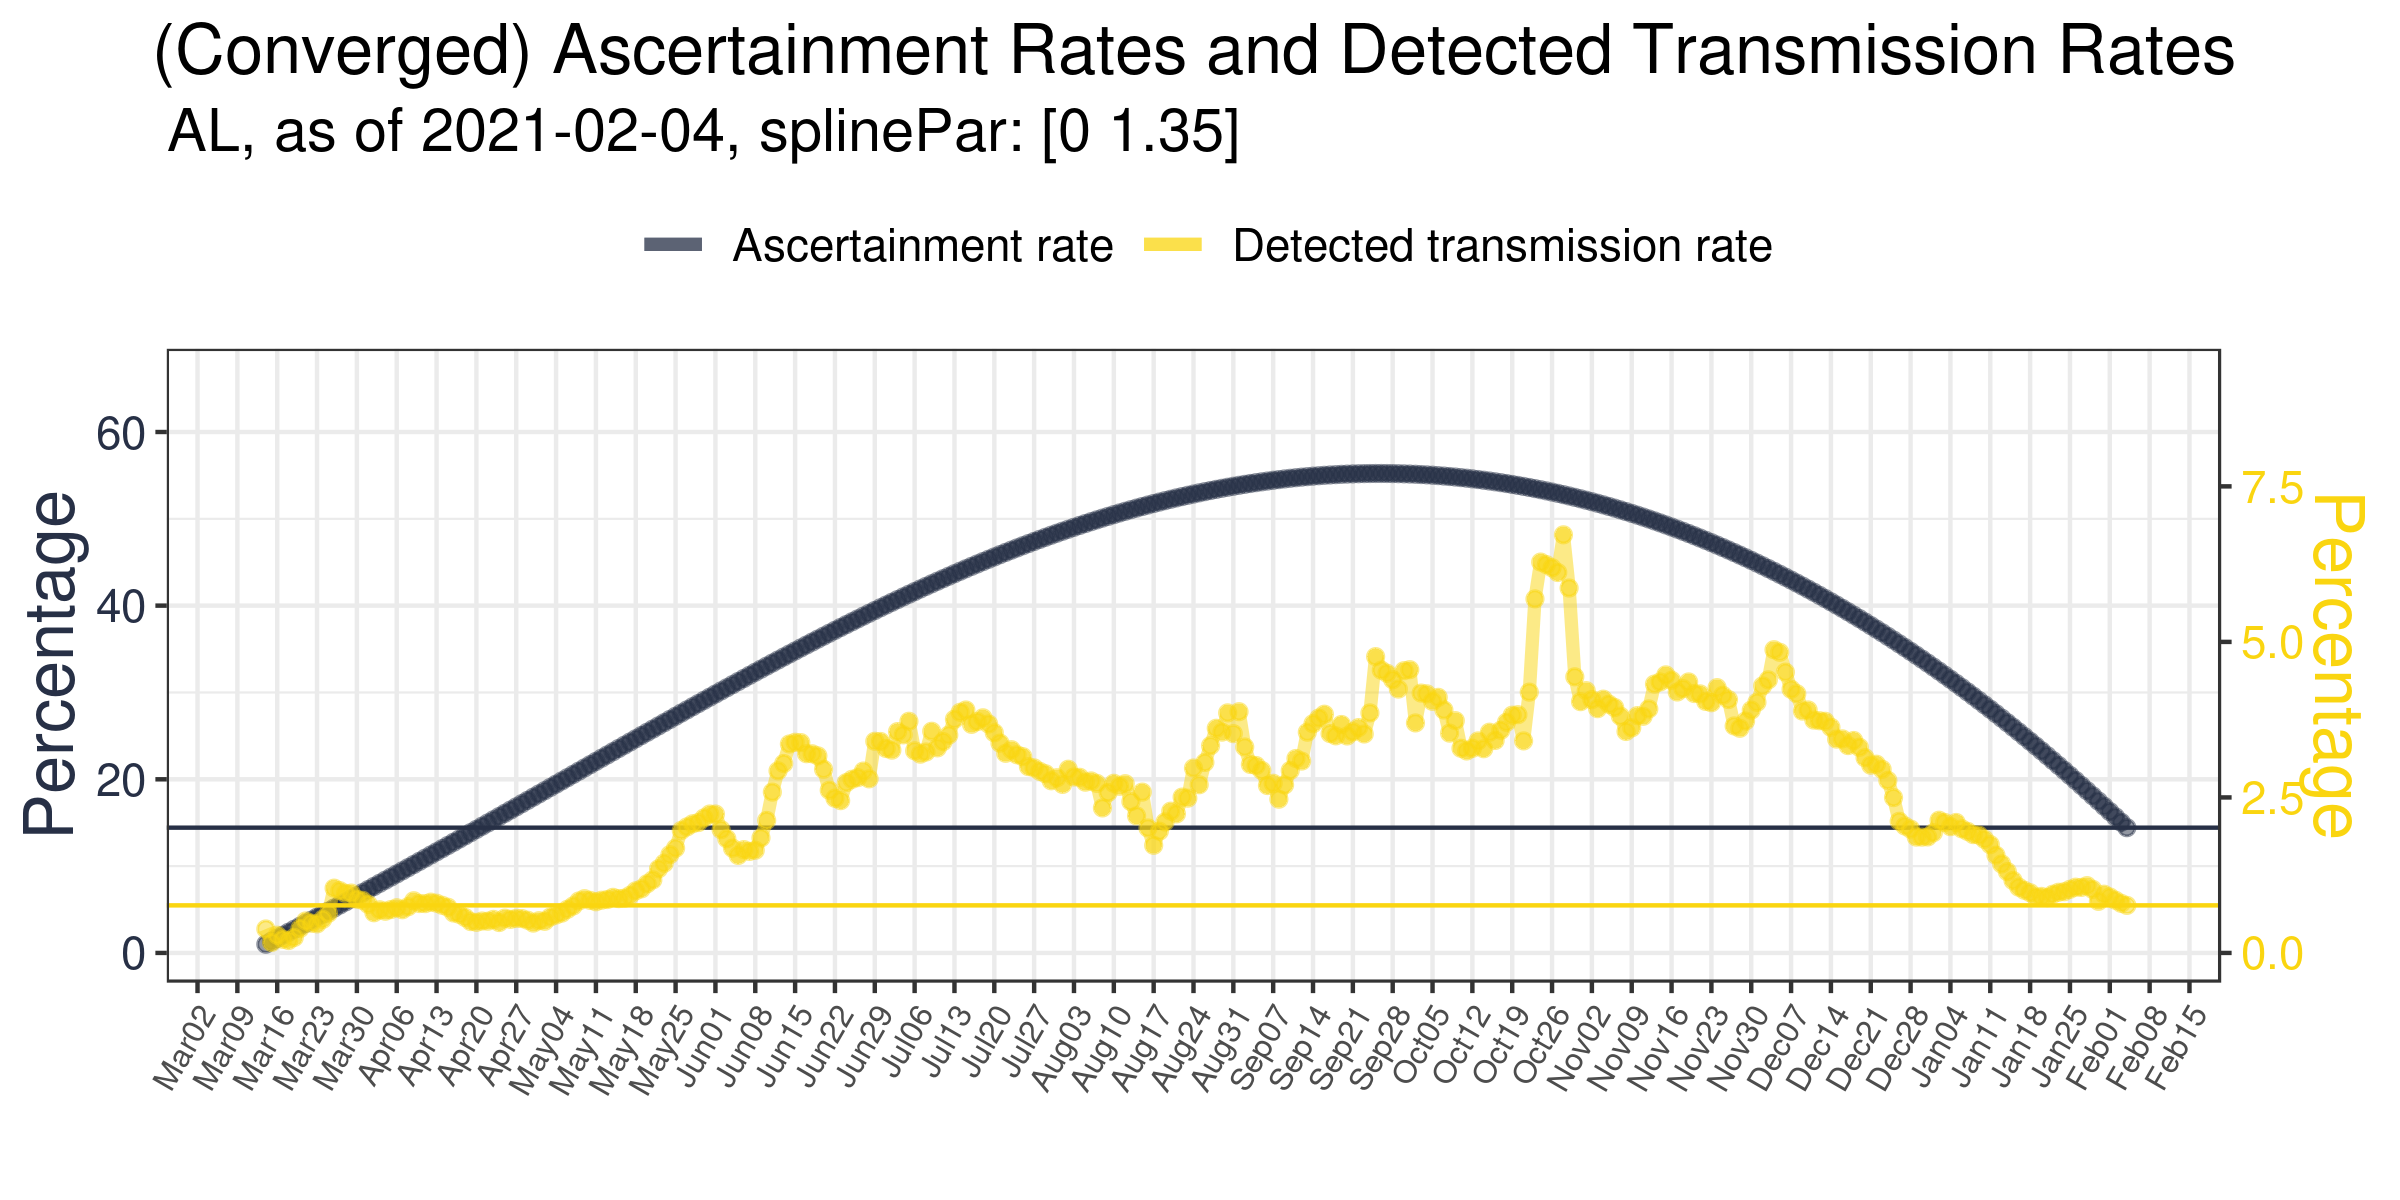 (Converged) Ascertainment Rates and Detected Transmission Rates
AL, as of 2021-02-04, splinePar: [0 1.35]
Ascertainment rate
Detected transmission rate
Percentage
60
40
20
0
7.5
5.0
2.5
0.0
Percentage
Mar02
Mar09
Mar16
Mar23
Mar30
Apr06
Apr13
Apr20
Apr27
May04
May11
May18
May25
Jun01
Jun08
Jun15
Jun22
Jun29
Jul06
Jul13
Jul20
Jul27
Aug03
Aug10
Aug17
Aug24
Aug31
Sep07
Sep14
Sep21
Sep28
Oct05
Oct12
Oct19
Oct26
Nov02
Nov09
Nov16
Nov23
Nov30
Dec07
Dec14
Dec21
Dec28
Jan04
Jan11
Jan18
Jan25
Feb01
Feb08
Feb15